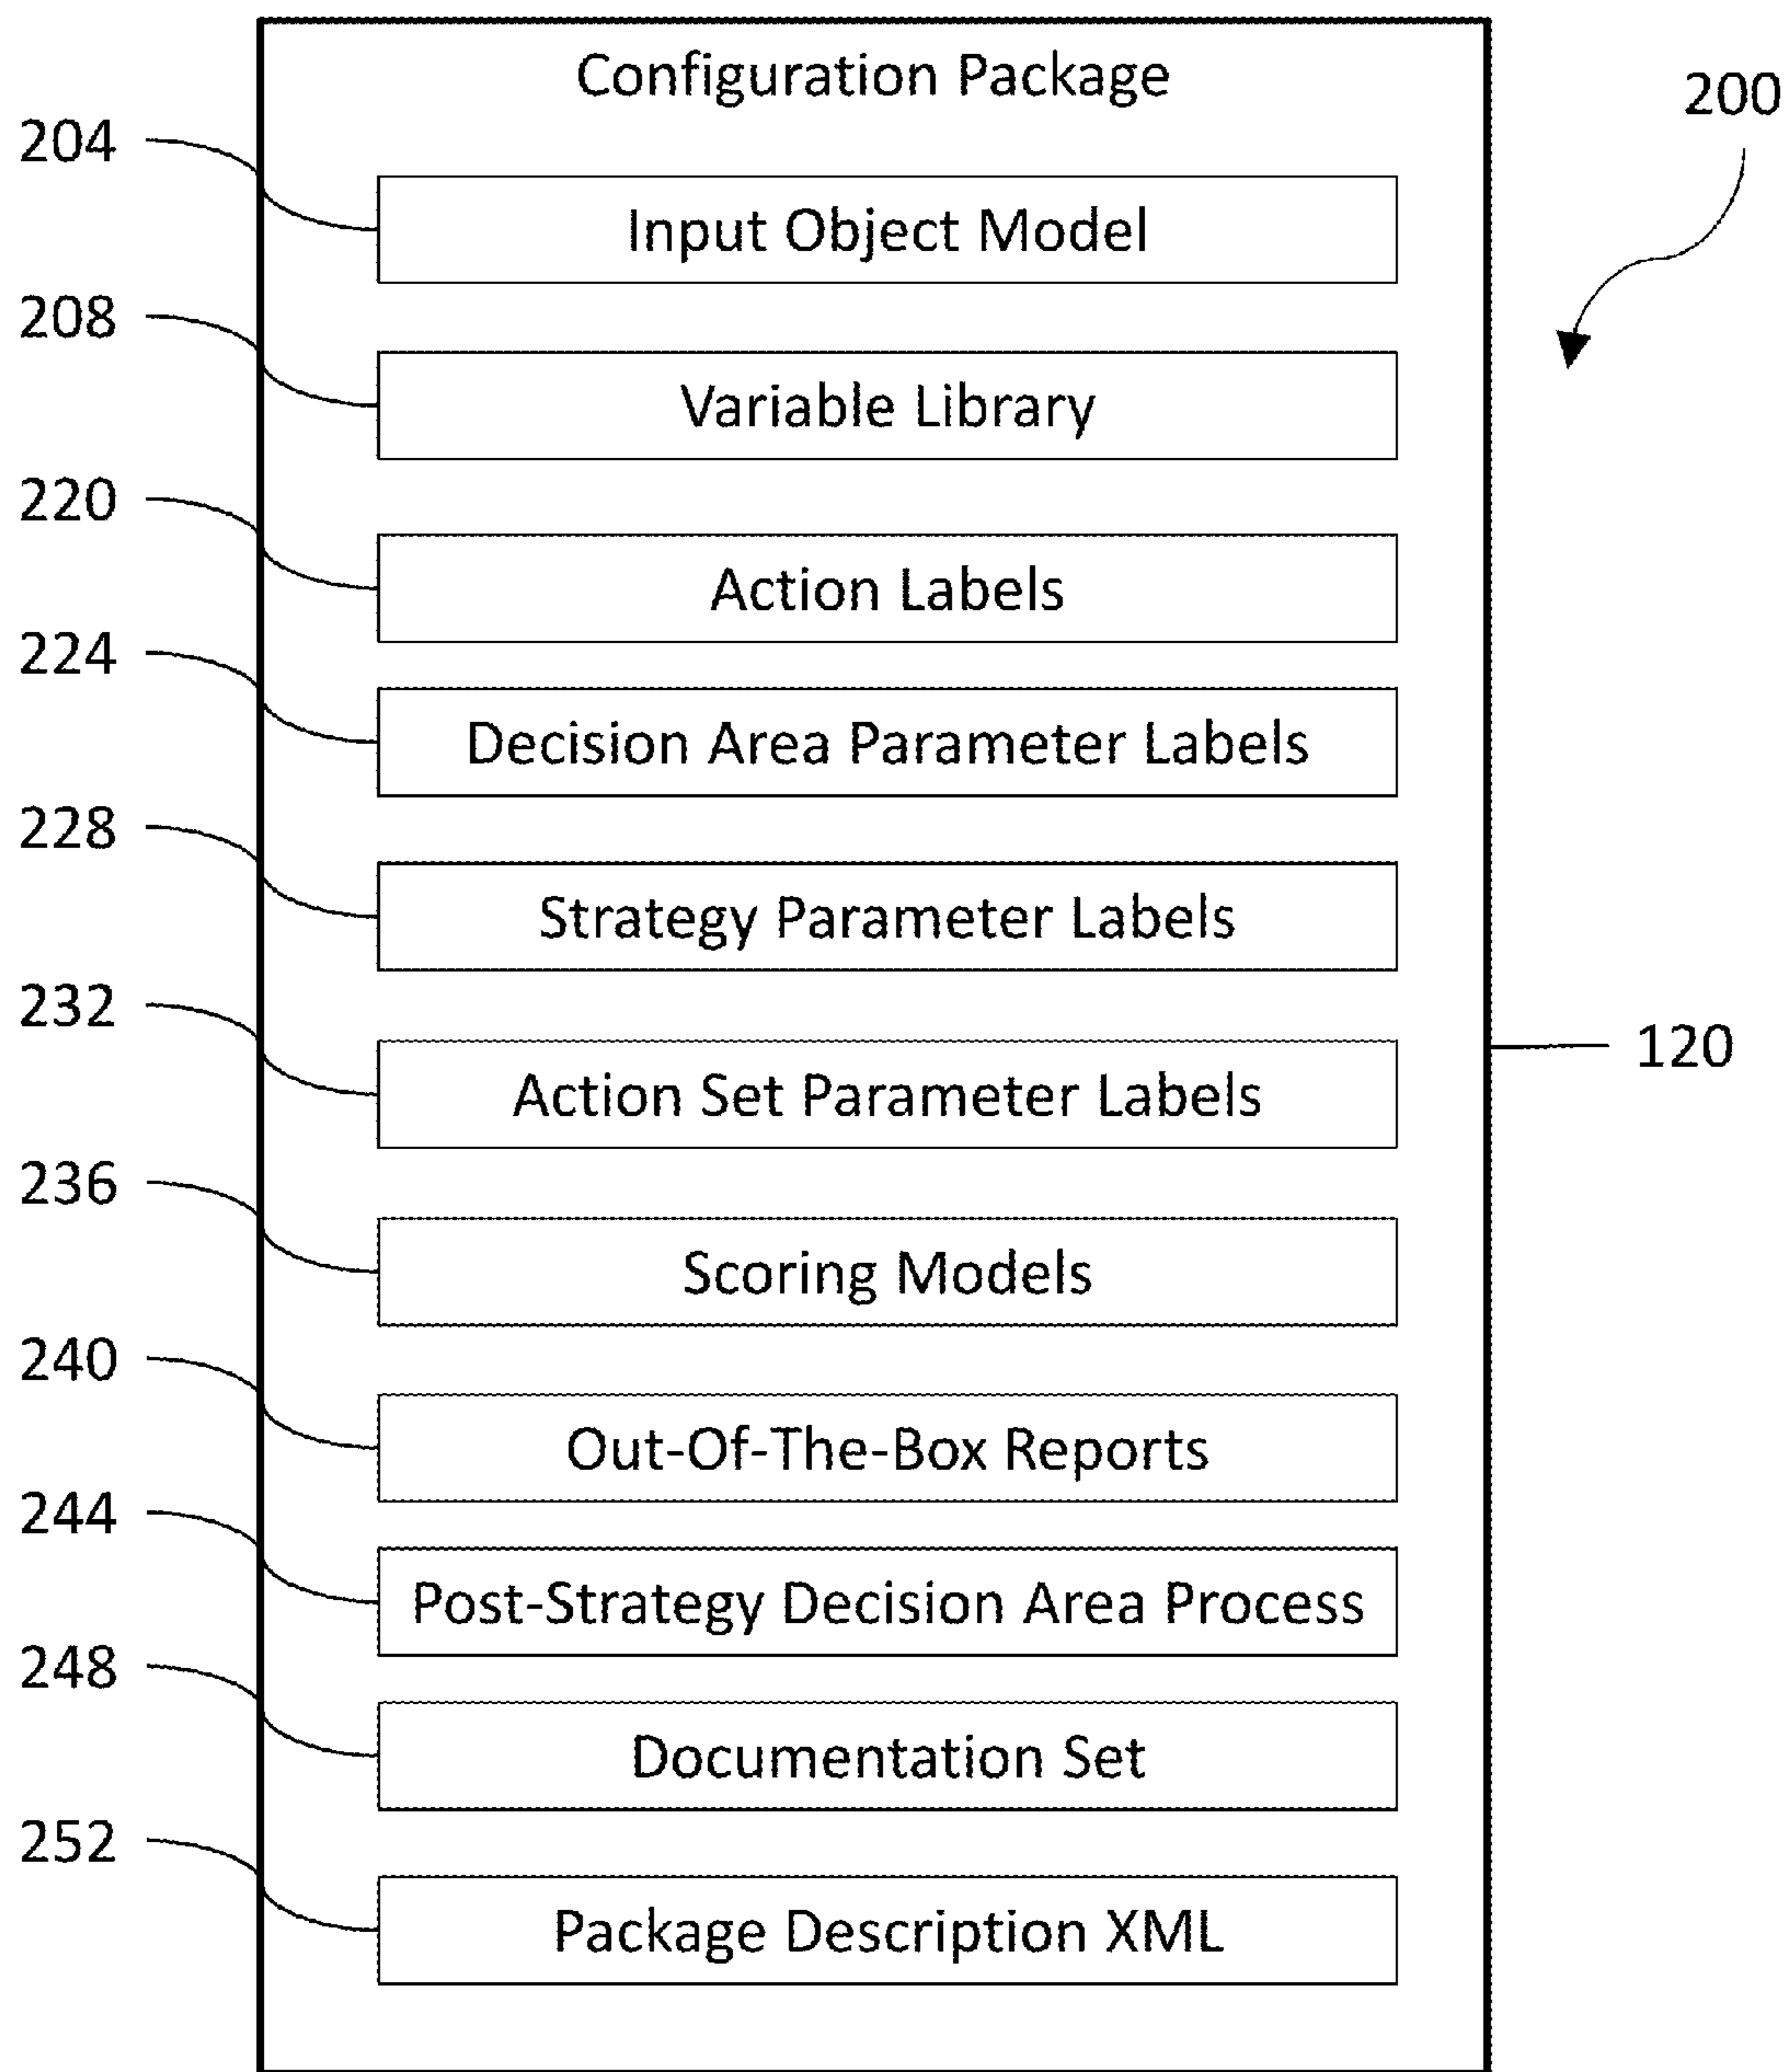 Configuration Package
200
204
Input Object Model
208
Variable Library
220
Action Labels
224
Decision Area Parameter Labels
228
Strategy Parameter Labels
232
Action Set Parameter Labels
120
236
Scoring Models
240
Out-Of-The-Box Reports
244
Post-Strategy Decision Area Process
248
Documentation Set
252
Package Description XML